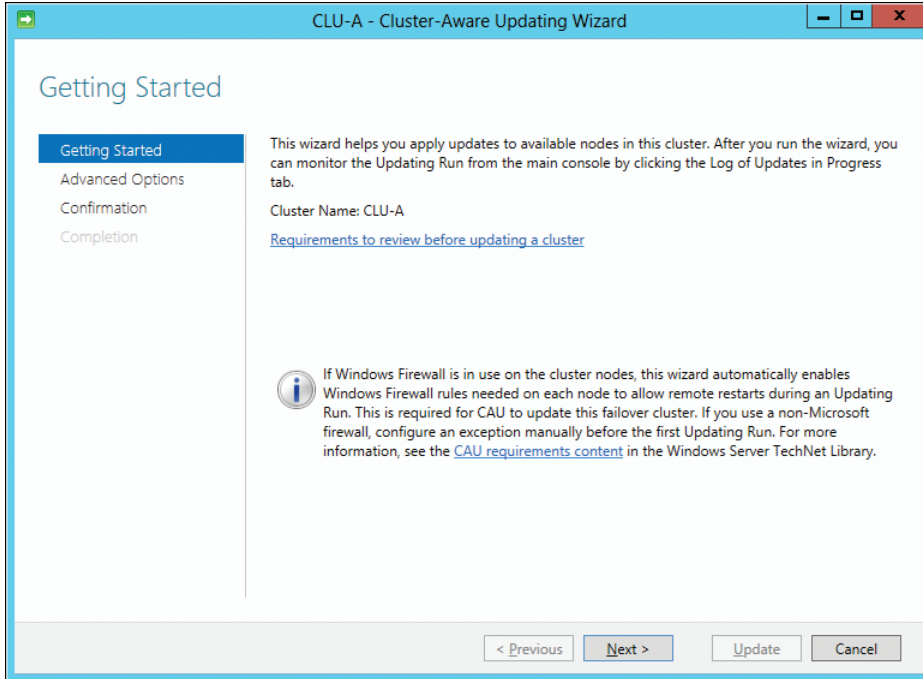 CLU-A - Cluster-Aware Updating Wizard
Getting Started
Getting Started
Advanced Options
Confirmation
Completion
This wizard helps you apply updates to available nodes in this cluster. After you run the wizard, you
can monitor the Updating Run from the main console by clicking the Log of Updates in Progress
tab.
Cluster Name: CLU-A
Requirements to review before updating a cluster
If Windows Firewall is in use on the cluster nodes, this wizard automatically enables
Windows Firewall rules needed on each node to allow remote restarts during an Updating
Run. This is required for CAU to update this failover cluster. If you use a non-Microsoft
firewall, configure an exception manually before the first Updating Run. For more
information, see the CAU requirements content in the Windows Server TechNet Library.
< Previous Next > Update Cancel